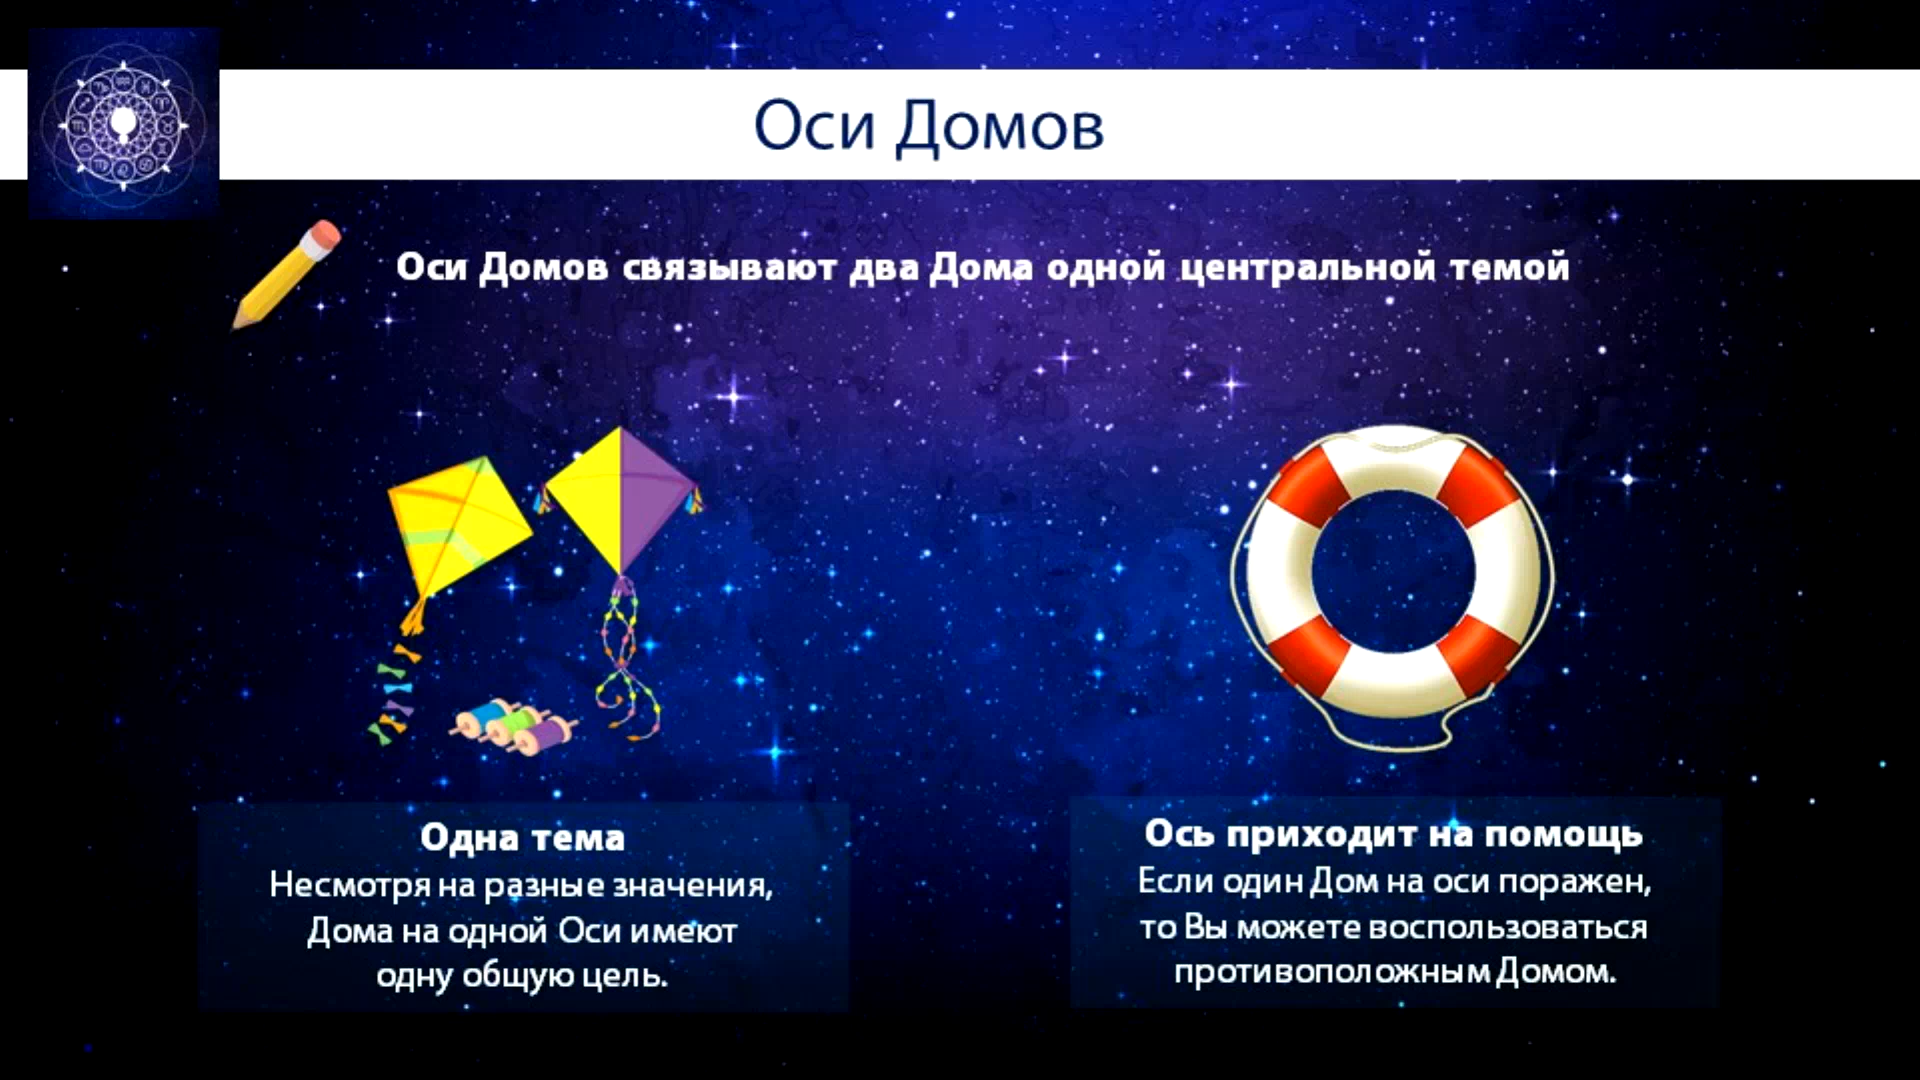 Оси Домов
Оси Домов связывают два Дома одной центральной темой
Одна тема
Несмотря на разные значения,
Дома на одной Оси имеют
одну общую цель.
Ось приходит на помощь
Если один Дом на оси поражен,
то Вы можете воспользоваться
противоположным Домом.